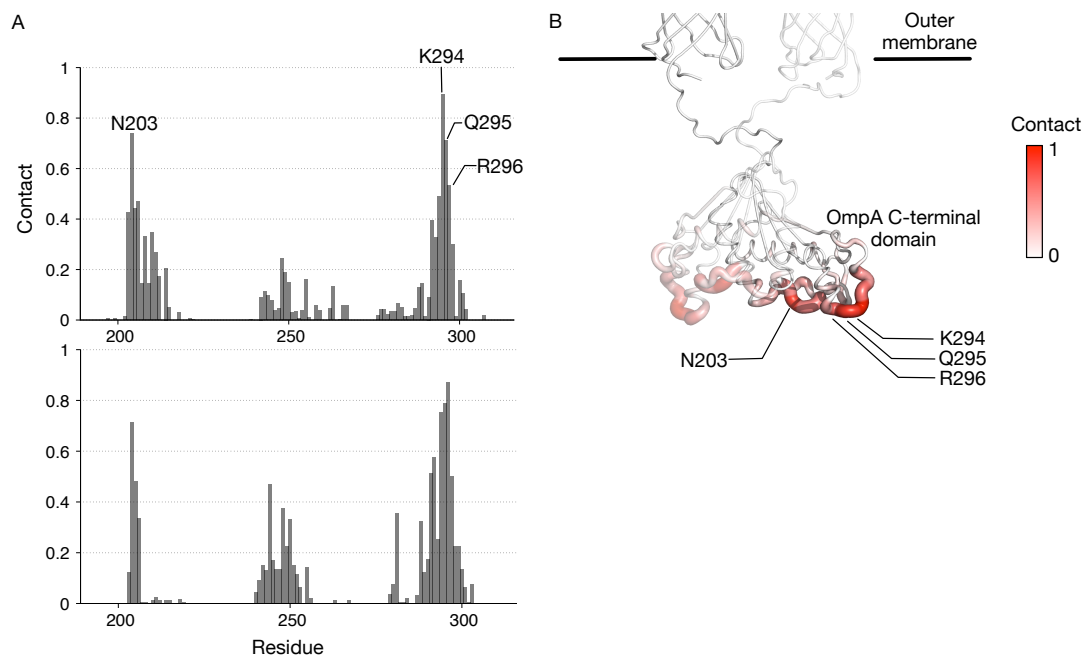 A
K294
1
N203
Q295
0.8
R296
0.6
Contact
0.4
0.2
0
200
250
300
1
0.8
0.6
0.4
0.2
0
200
250
300
Residue
B
Outer
membrane
Contact
1
0
OmpA C-terminal
domain
N203
K294
Q295
R296